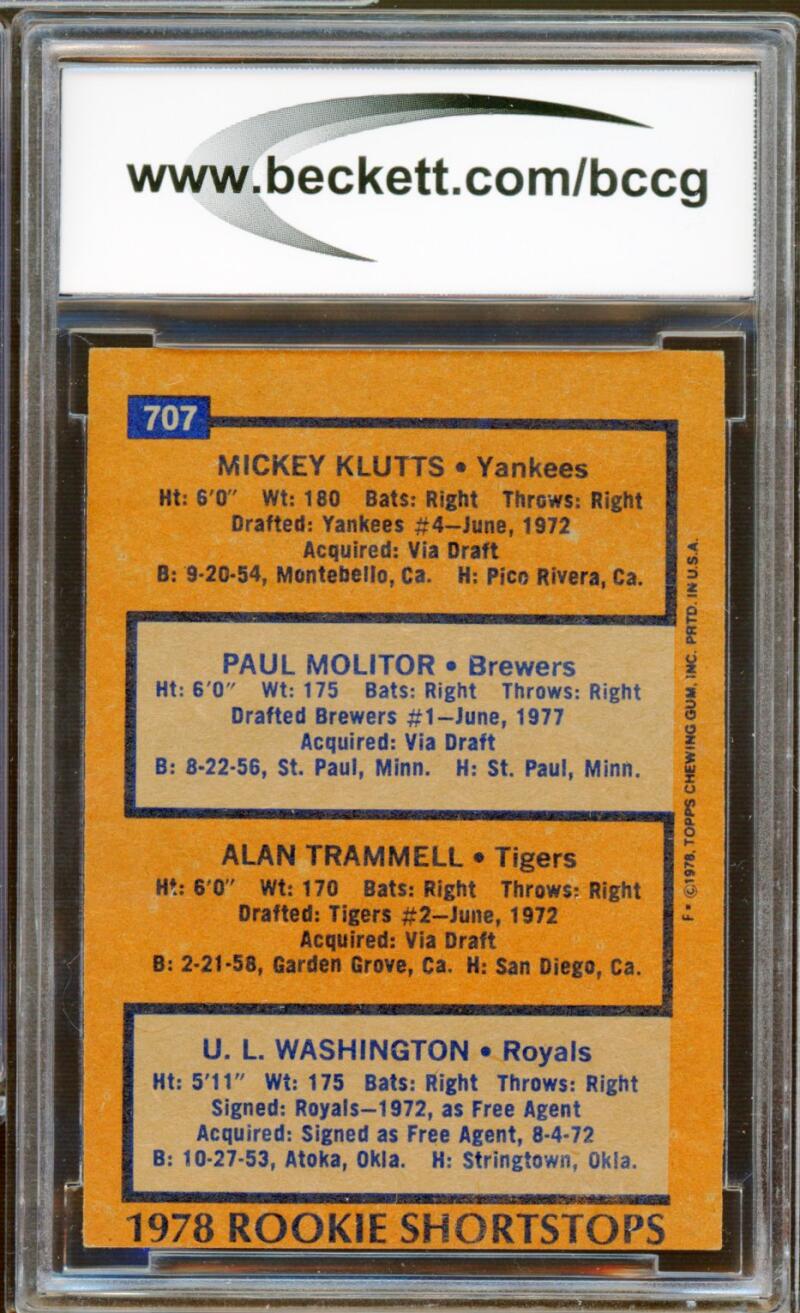 www.beckett.com/bccg
707
MICKEY KLUTTS • Yankees
Ht: 6'0" Wt: 180 Bats: Right Throws: Right
Drafted: Yankees #4—June, 1972
Acquired: Via Draft
B: 9-20-54, Montebello, Ca. H: Pico Rivera, Ca.
PAUL MOLITOR • Brewers
Ht: 6'0" Wt: 175 Bats: Right Throws: Right
Drafted Brewers #1—June, 1977
Acquired: Via Draft
B: 8-22-56, St. Paul, Minn. H: St. Paul, Minn.
ALAN TRAMMELL • Tigers
Ht: 6'0" Wt: 170 Bats: Right Throws: Right
Drafted: Tigers #2—June, 1972
Acquired: Via Draft
B: 2-21-58, Garden Grove, Ca. H: San Diego, Ca.
U. L. WASHINGTON • Royals
Ht: 5'11" Wt: 175 Bats: Right Throws: Right
Signed: Royals—1972, as Free Agent
Acquired: Signed as Free Agent, 8-4-72
B: 10-27-53, Atoka, Okla. H: Stringtown, Okla.
1978 ROOKIE SHORTSTOPS
F* ©1978, TOPPS CHEWING GUM, INC. PRTD. IN U.S.A.